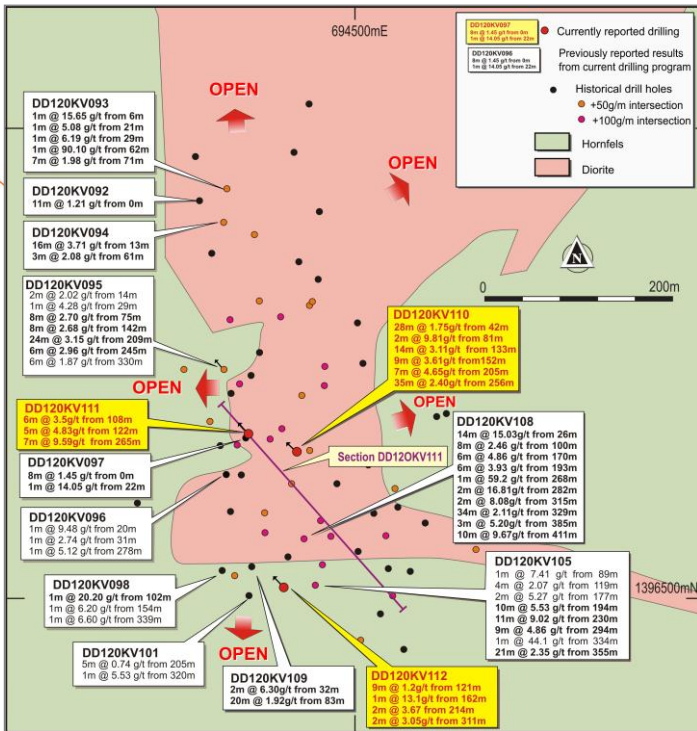 694500mE
DD120KV097
8m @ 1.45 g/t from 0m
1m @ 14.05 g/t from 22m
Currently reported drilling
DD120KV096
8m @ 1.45 g/t from 0m
1m @ 14.05 g/t from 22m
Previously reported results
from current drilling program
Historical drill holes
+50g/m intersection
+100g/m intersection
Hornfels
Diorite
OPEN
OPEN
N
0
200m
DD120KV093
1m @ 15.65 g/t from 6m
1m @ 5.08 g/t from 21m
1m @ 6.19 g/t from 29m
1m @ 90.10 g/t from 62m
7m @ 1.98 g/t from 71m
DD120KV092
11m @ 1.21 g/t from 0m
DD120KV094
16m @ 3.71 g/t from 13m
3m @ 2.08 g/t from 61m
DD120KV095
2m @ 2.02 g/t from 14m
1m @ 4.28 g/t from 29m
8m @ 2.70 g/t from 75m
8m @ 2.68 g/t from 142m
24m @ 3.15 g/t from 209m
6m @ 2.96 g/t from 245m
6m @ 1.87 g/t from 330m
DD120KV110
28m @ 1.75g/t from 42m
2m @ 9.81g/t from 81m
14m @ 3.11g/t from 133m
9m @ 3.61g/t from152m
7m @ 4.65g/t from 205m
35m @ 2.40g/t from 256m
OPEN
OPEN
DD120KV111
6m @ 3.5g/t from 108m
5m @ 4.83g/t from 122m
7m @ 9.59g/t from 265m
Section DD12OKV111
DD120KV108
14m @ 15.03g/t from 26m
8m @ 2.46 g/t from 100m
6m @ 4.86 g/t from 170m
6m @ 3.93 g/t from 193m
1m @ 59.2 g/t from 268m
2m @ 16.81g/t from 282m
2m @ 8.08g/t from 315m
34m @ 2.11g/t from 329m
3m @ 5.20g/t from 385m
10m @ 9.67g/t from 411m
DD120KV097
8m @ 1.45 g/t from 0m
1m @ 14.05 g/t from 22m
DD120KV096
1m @ 9.48 g/t from 20m
1m @ 2.74 g/t from 31m
1m @ 5.12 g/t from 278m
DD120KV098
1m @ 20.20 g/t from 102m
1m @ 6.20 g/t from 154m
1m @ 6.60 g/t from 339m
DD120KV105
1m @ 7.41 g/t from 89m
4m @ 2.07 g/t from 119m
2m @ 5.27 g/t from 177m
10m @ 5.53 g/t from 194m
11m @ 9.02 g/t from 230m
9m @ 4.86 g/t from 294m
1m @ 44.1 g/t from 334m
21m @ 2.35 g/t from 355m
1396500mN
DD120KV101
5m @ 0.74 g/t from 205m
1m @ 5.53 g/t from 320m
OPEN
DD120KV109
2m @ 6.30g/t from 32m
20m @ 1.92g/t from 83m
DD120KV112
9m @ 1.2g/t from 121m
1m @ 13.1g/t from 162m
2m @ 3.67 from 214m
2m @ 3.05g/t from 311m